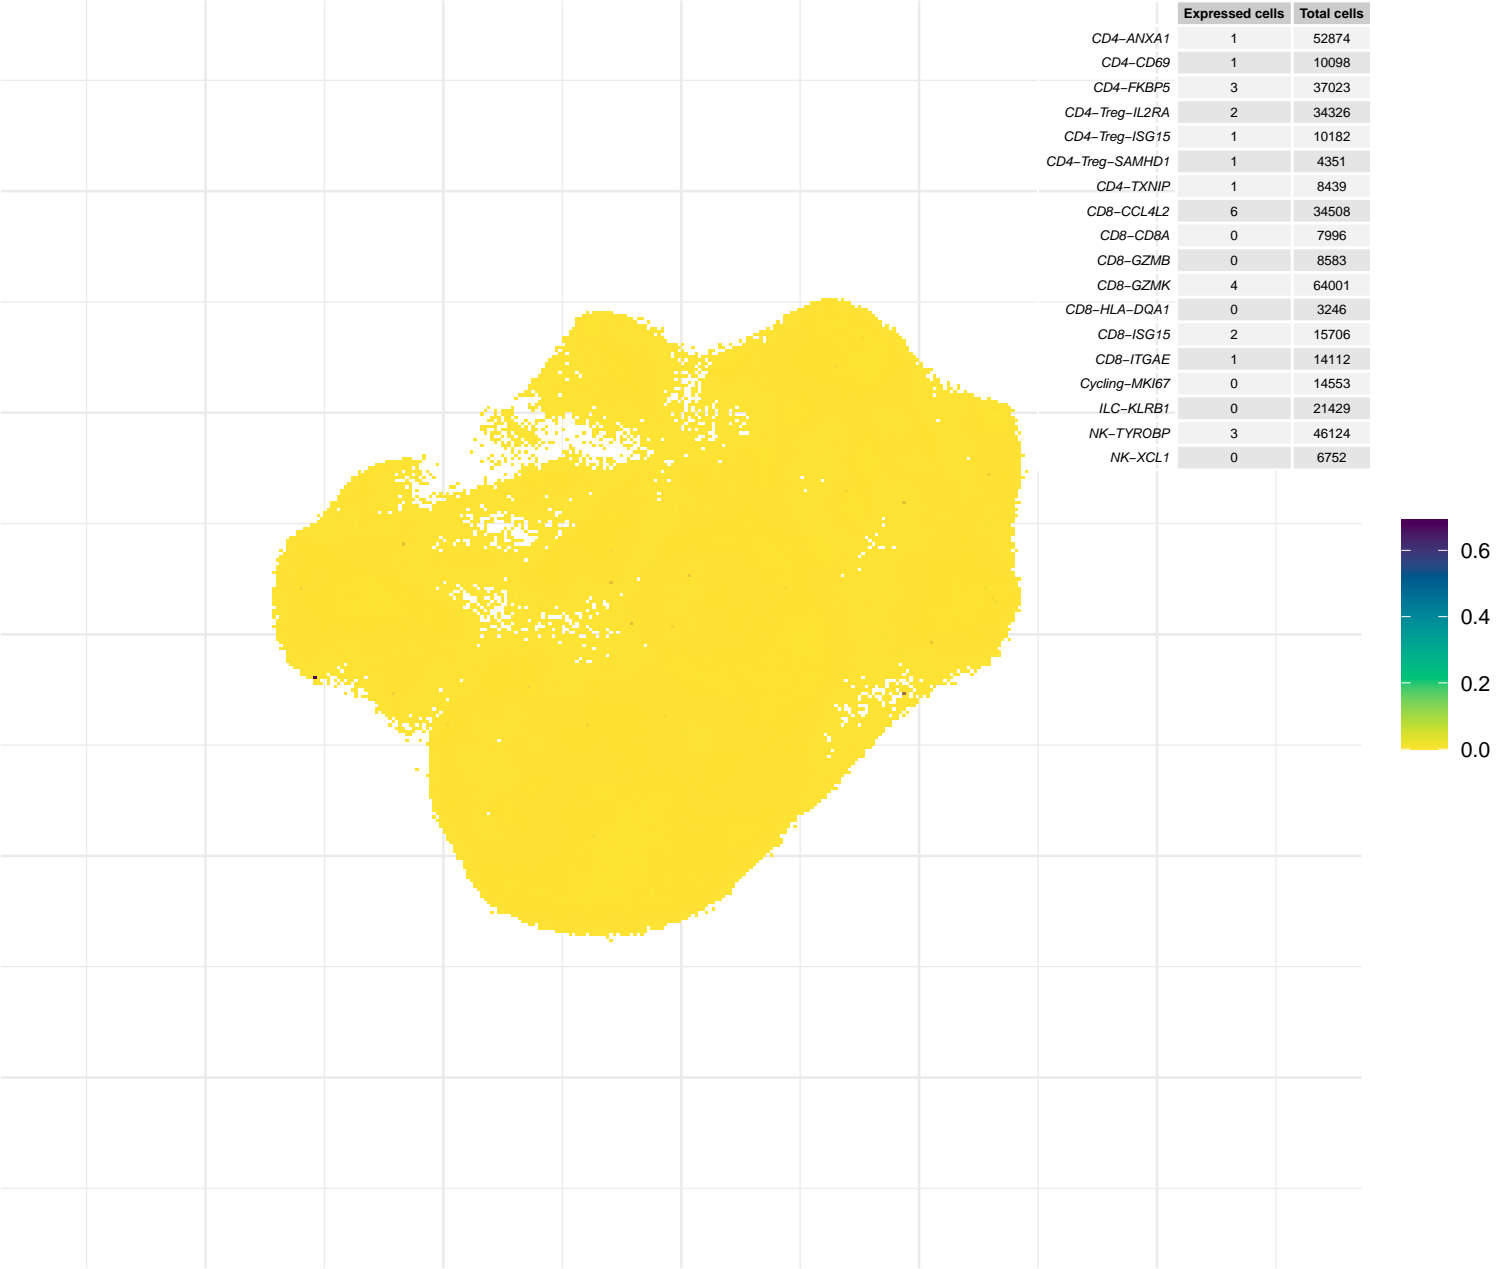 Expressed cells Total cells
CD4−ANXA1 1 52874
CD4−CD69 1 10098
CD4−FKBP5 3 37023
CD4−Treg−IL2RA 2 34326
CD4−Treg−ISG15 1 10182
CD4−Treg−SAMHD1 1 4351
CD4−TXNIP 1 8439
CD8−CCL4L2 6 34508
CD8−CD8A 0 7996
CD8−GZMB 0 8583
CD8−GZMK 4 64001
CD8−HLA−DQA1 0 3246
CD8−ISG15 2 15706
CD8−ITGAE 1 14112
Cycling−MKI67 0 14553
ILC−KLRB1 0 21429
NK−TYROBP 3 46124
NK−XCL1 0 6752
0.6
0.4
0.2
0.0